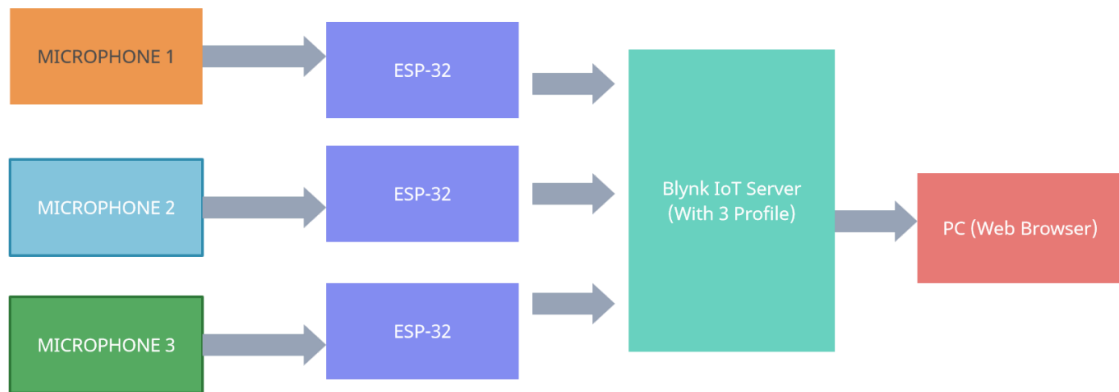 MICROPHONE 1
ESP-32
MICROPHONE 2
ESP-32
MICROPHONE 3
ESP-32
Blynk IoT Server
(With 3 Profile)
PC (Web Browser)